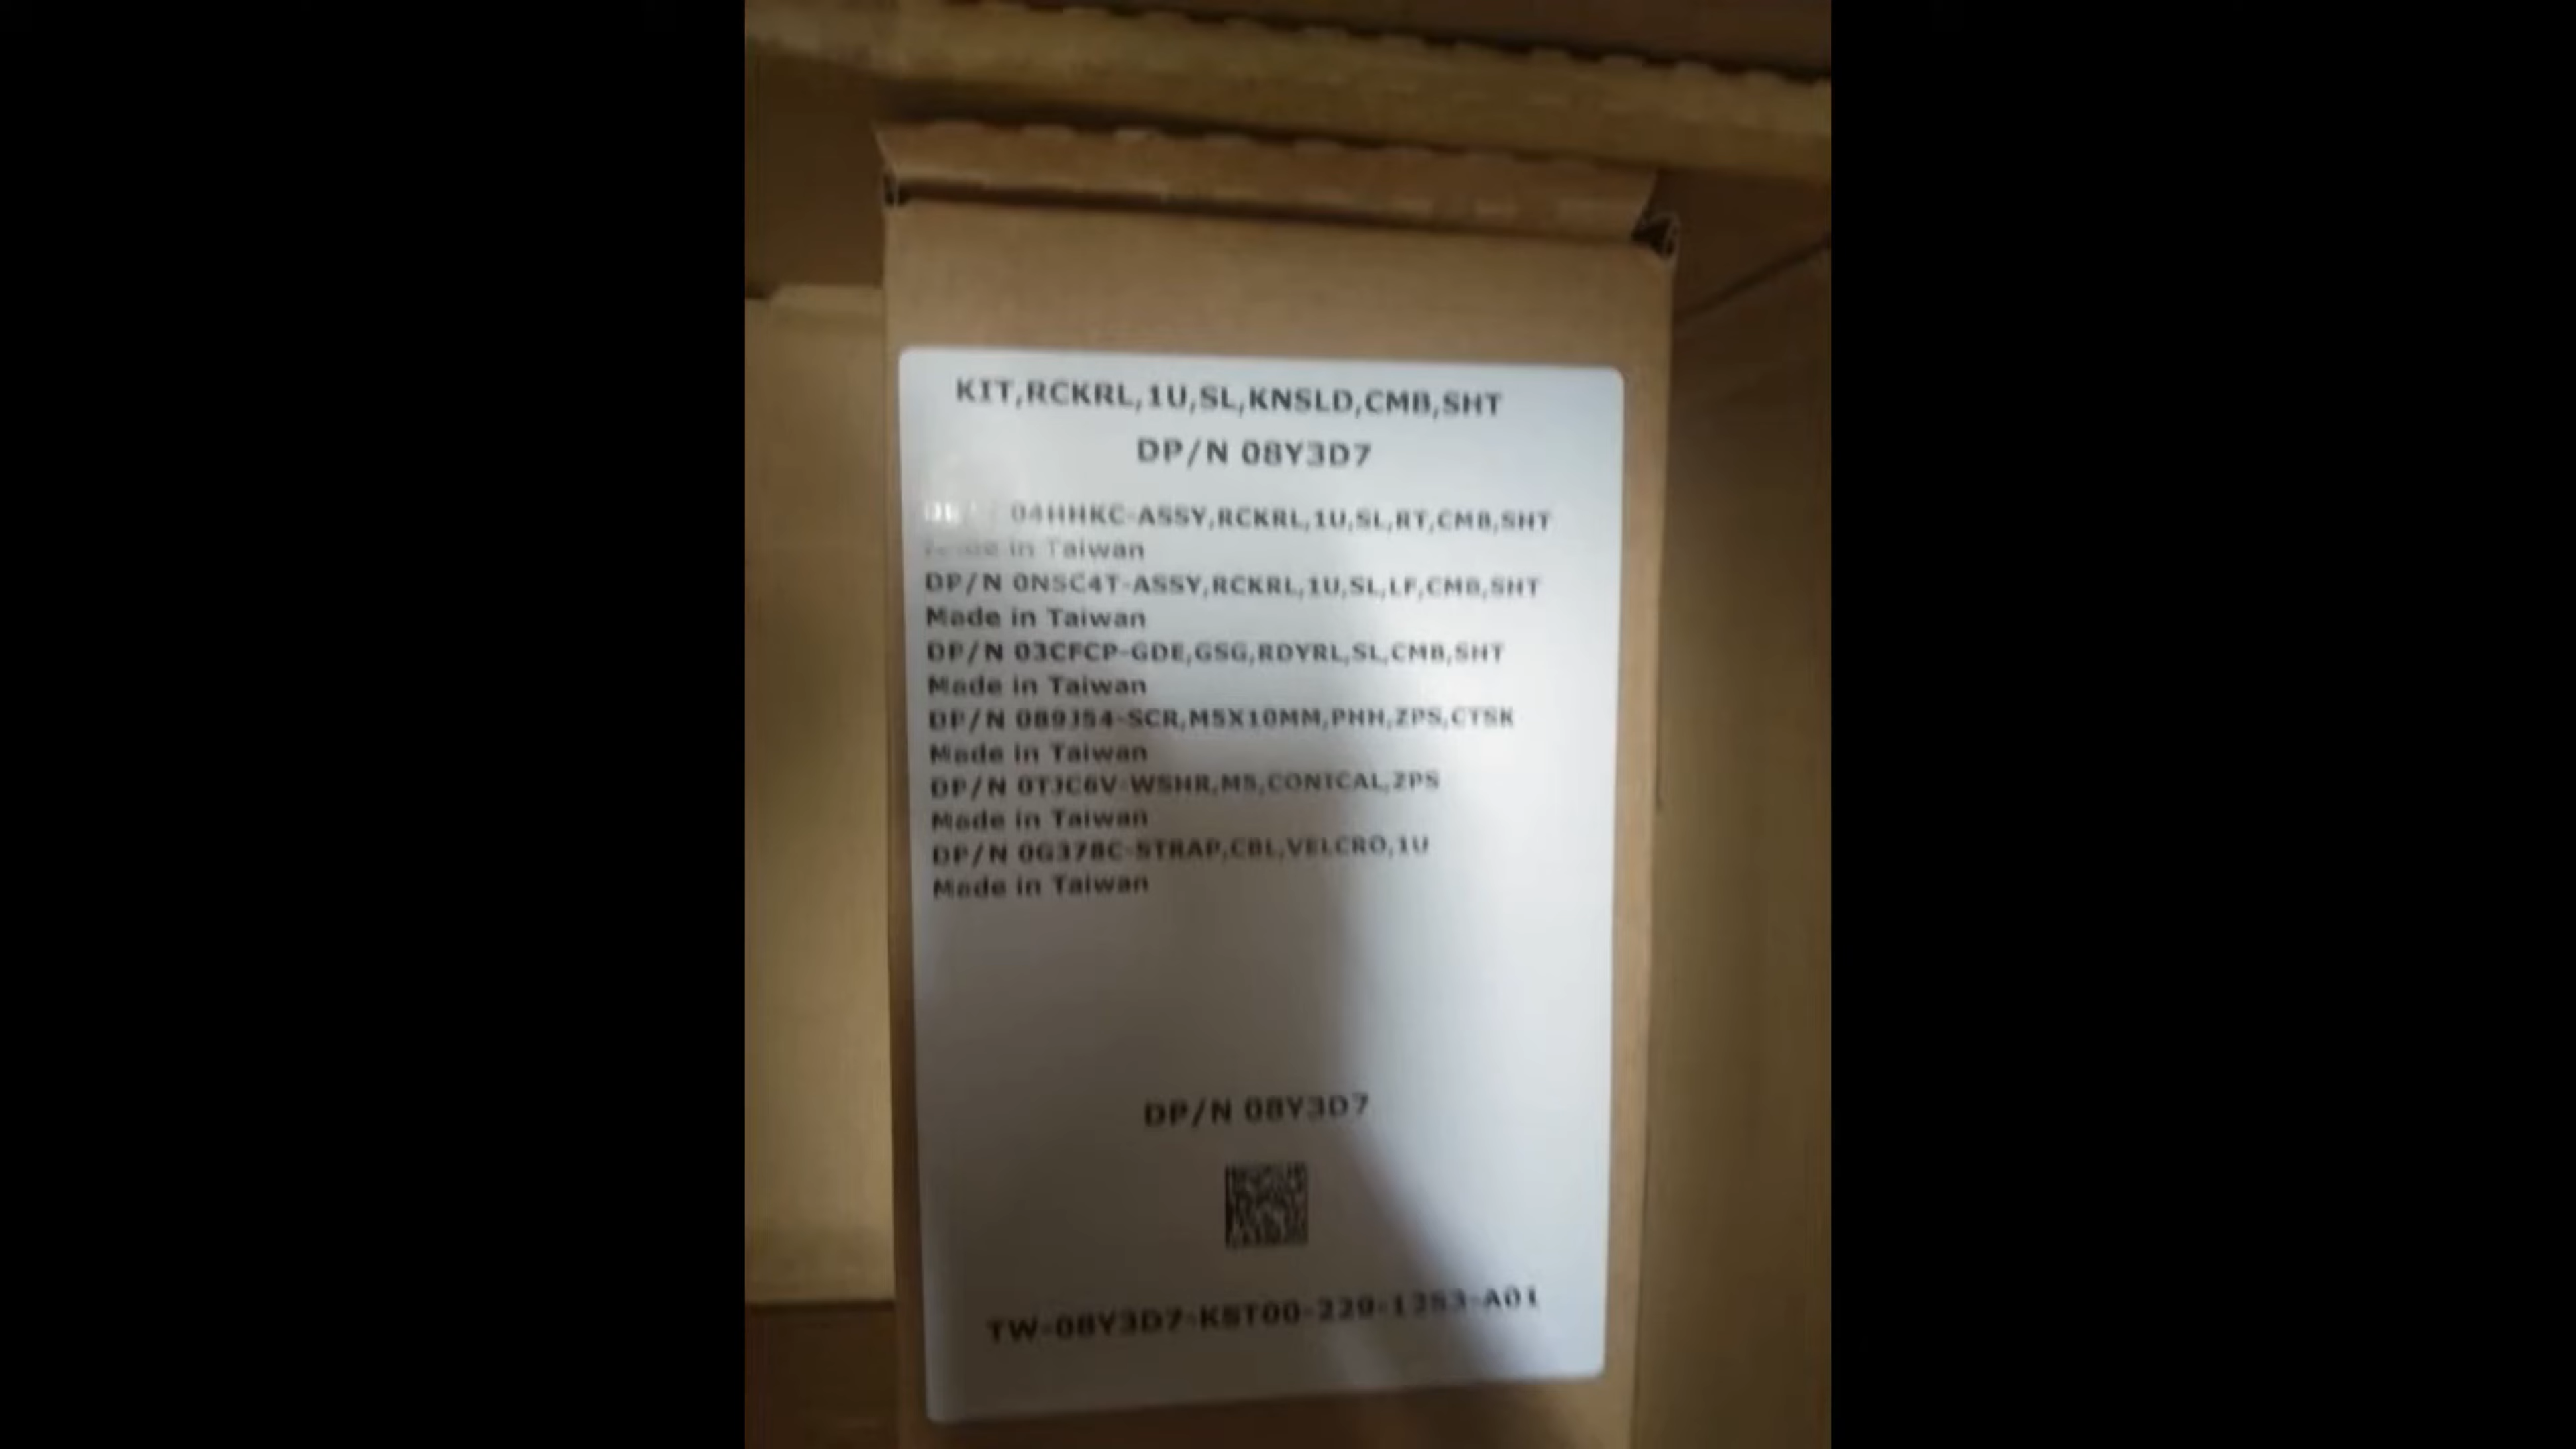 KIT,RCKRL,1U,SL,KNSLD,CMB,SHT
DP/N 08Y3D7
04HHKC-ASSY,RCKRL,1U,SL,RT,CMB,SHT
in Taiwan
DP/N 0NSC4T-ASSY,RCKRL,1U,SL,LF,CMB,SHT
Made in Taiwan
DP/N 03CFCP-GDE,GSG,RDYRL,SL,CMB,SHT
Made in Taiwan
DP/N 089J54-SCR,M5X10MM,PHH,ZPS,CTSK
Made in Taiwan
DP/N 0TJC6V-WSHR,M5,CONICAL,ZPS
Made in Taiwan
DP/N 0G378C-STRAP,CBL,VELCRO,1U
Made in Taiwan
DP/N 08Y3D7